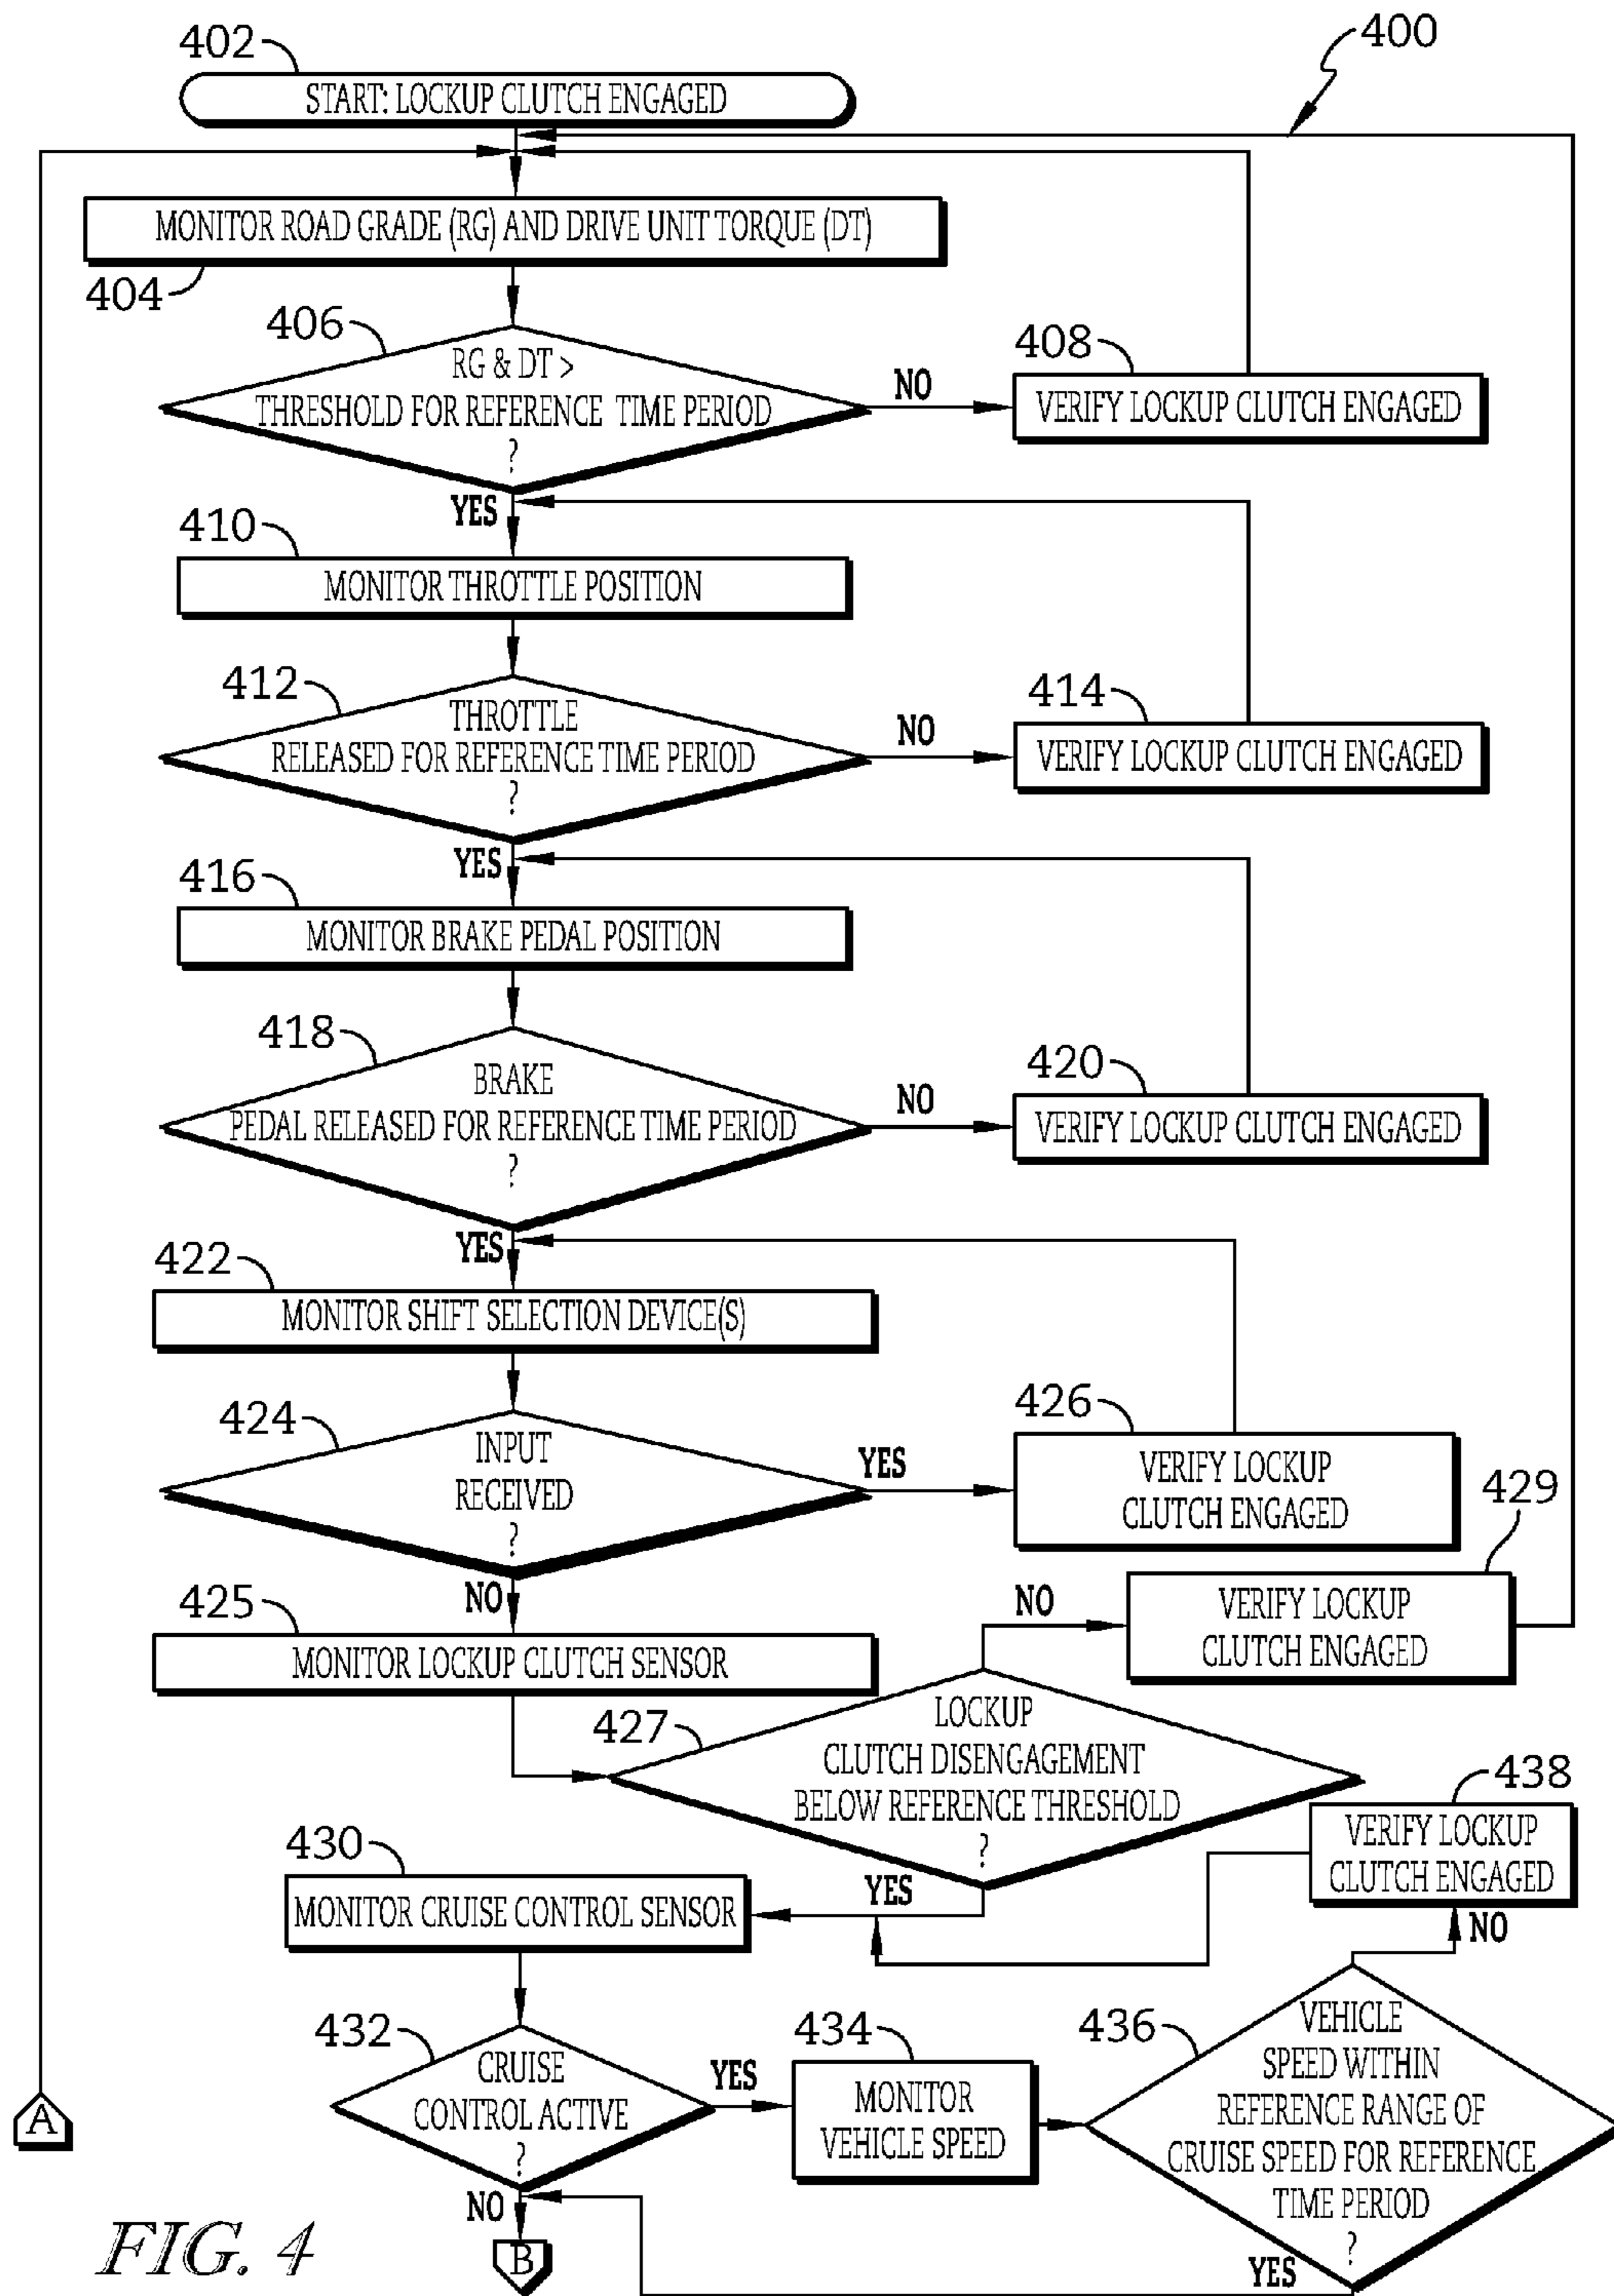 402
400
START: LOCKUP CLUTCH ENGAGED
MONITOR ROAD GRADE (RG) AND DRIVE UNIT TORQUE (DT)
404
406
RG & DT >
THRESHOLD FOR REFERENCE TIME PERIOD
?
NO
408
VERIFY LOCKUP CLUTCH ENGAGED
YES
410
MONITOR THROTTLE POSITION
412
THROTTLE
RELEASED FOR REFERENCE TIME PERIOD
?
NO
414
VERIFY LOCKUP CLUTCH ENGAGED
YES
416
MONITOR BRAKE PEDAL POSITION
418
BRAKE
PEDAL RELEASED FOR REFERENCE TIME PERIOD
?
NO
420
VERIFY LOCKUP CLUTCH ENGAGED
YES
422
MONITOR SHIFT SELECTION DEVICE(S)
424
INPUT
RECEIVED
?
YES
426
VERIFY LOCKUP
CLUTCH ENGAGED
NO
425
MONITOR LOCKUP CLUTCH SENSOR
427
LOCKUP
CLUTCH DISENGAGEMENT
BELOW REFERENCE THRESHOLD
?
NO
429
VERIFY LOCKUP
CLUTCH ENGAGED
YES
430
MONITOR CRUISE CONTROL SENSOR
432
CRUISE
CONTROL ACTIVE
?
YES
434
MONITOR
VEHICLE SPEED
436
VEHICLE
SPEED WITHIN
REFERENCE RANGE OF
CRUISE SPEED FOR REFERENCE
TIME PERIOD
?
NO
438
VERIFY LOCKUP
CLUTCH ENGAGED
YES
NO
A
B
FIG. 4